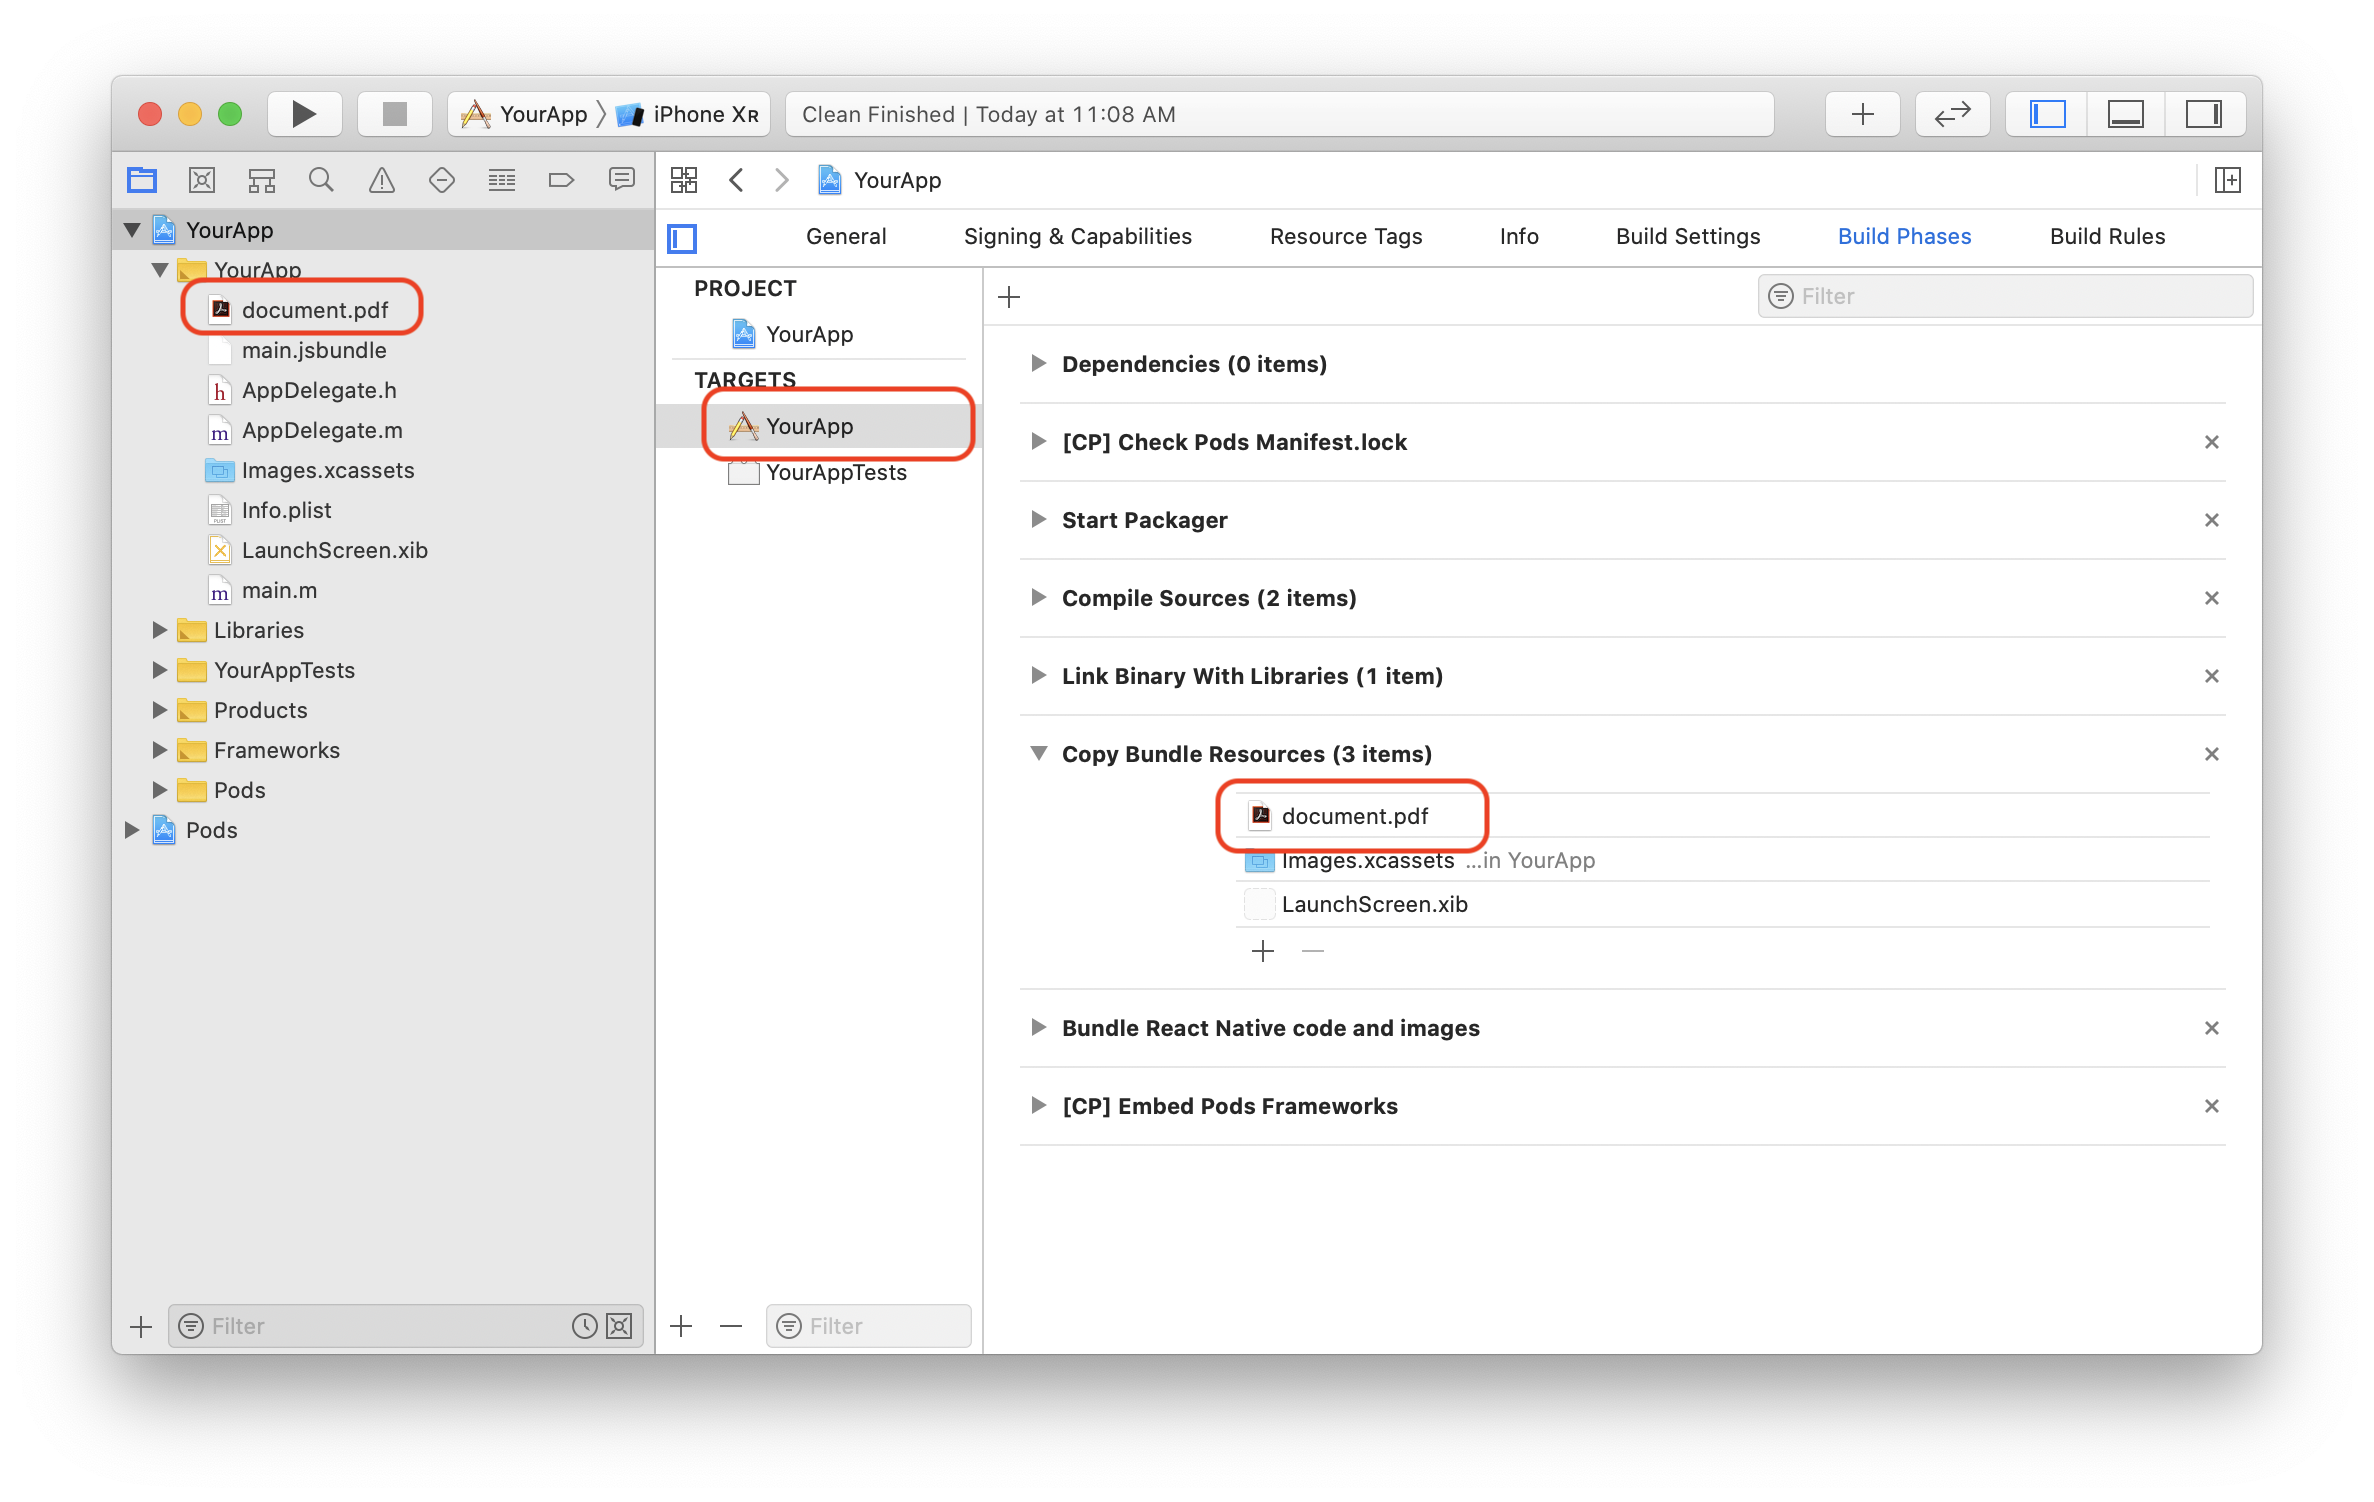 YourApp
iPhone Xʀ
Clean Finished | Today at 11:08 AM
YourApp
YourApp
document.pdf
main.jsbundle
h AppDelegate.h
m AppDelegate.m
Images.xcassets
PLIST Info.plist
LaunchScreen.xib
m main.m
Libraries
YourAppTests
Products
Frameworks
Pods
Pods
Filter
YourApp
General Signing & Capabilities Resource Tags Info Build Settings Build Phases Build Rules
PROJECT
YourApp
TARGETS
YourApp
YourAppTests
Filter
Filter
Dependencies (0 items)
[CP] Check Pods Manifest.lock
Start Packager
Compile Sources (2 items)
Link Binary With Libraries (1 item)
Copy Bundle Resources (3 items)
document.pdf
Images.xcassets ...in YourApp
LaunchScreen.xib
Bundle React Native code and images
[CP] Embed Pods Frameworks